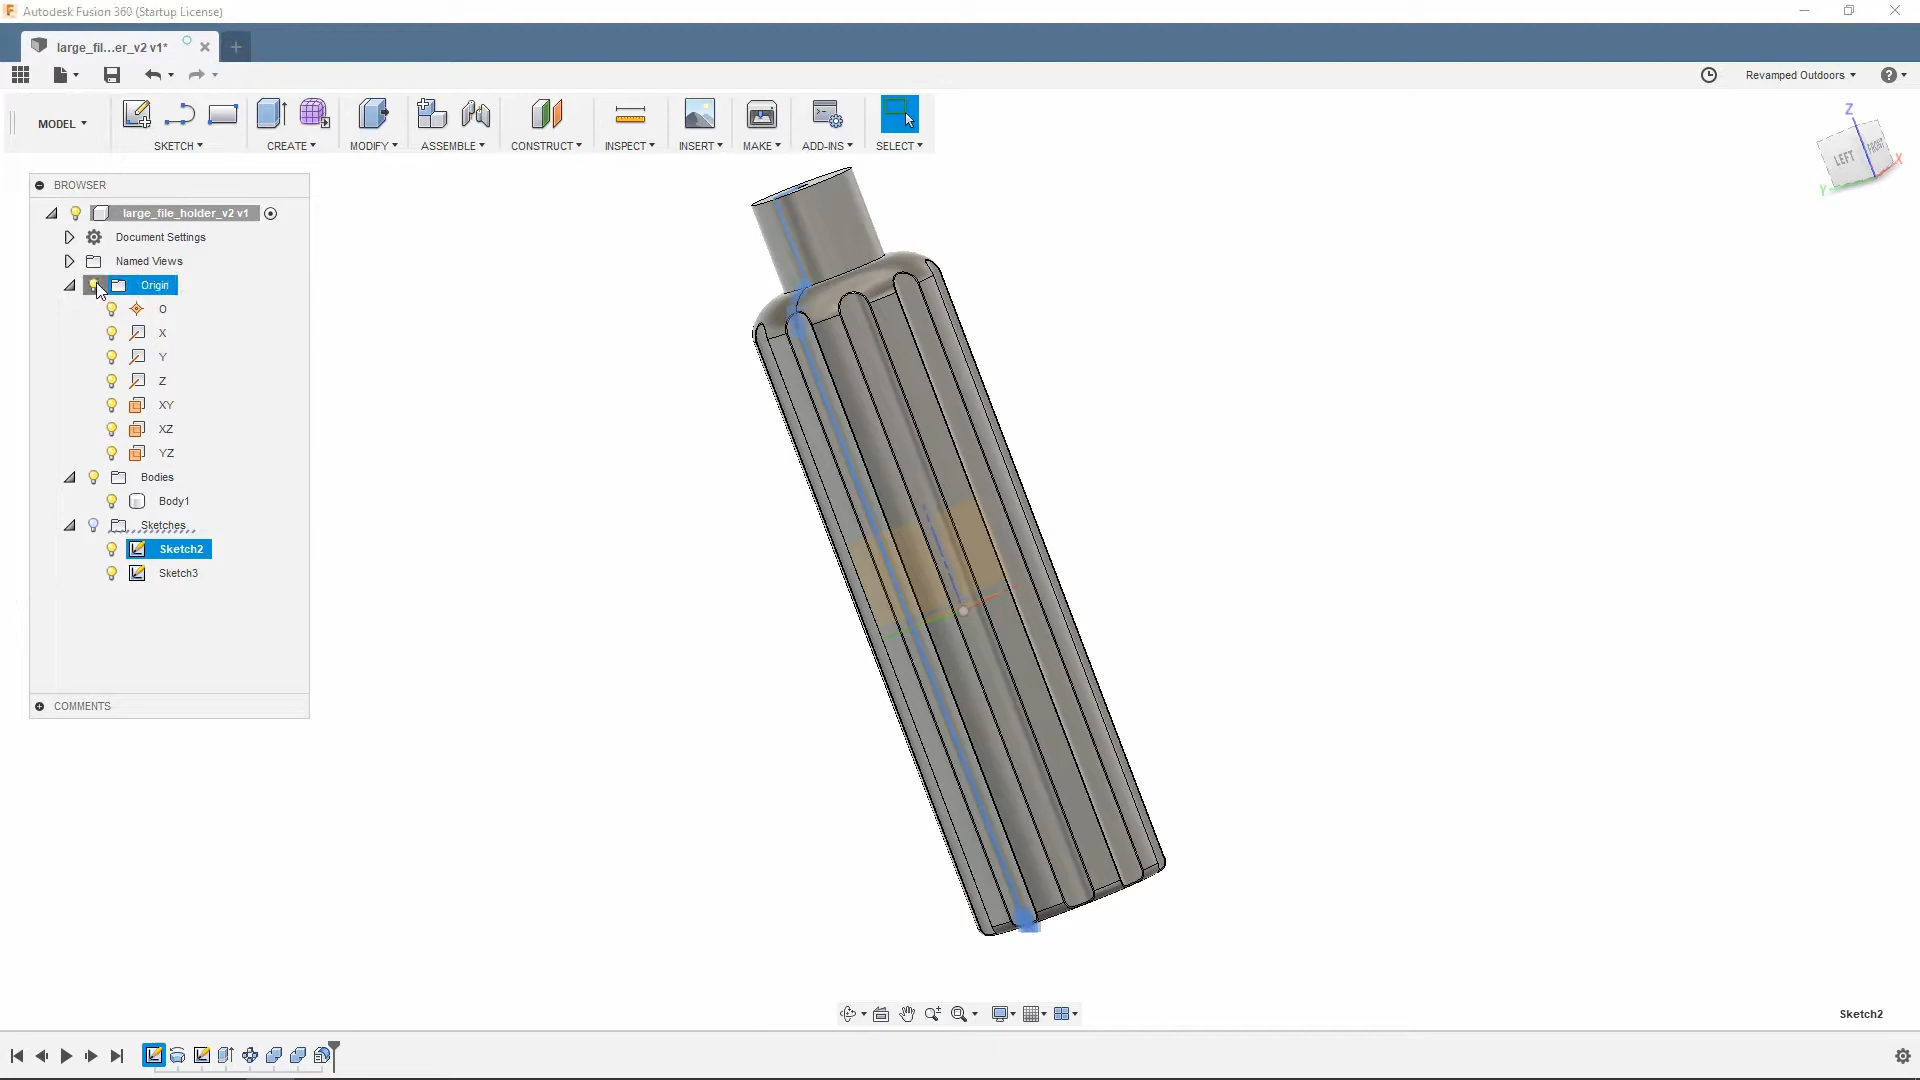 Autodesk Fusion 360 (Startup License)
large_fil...er_v2 v1*
Revamped Outdoors
MODEL
SKETCH
CREATE
MODIFY
ASSEMBLE
CONSTRUCT
INSPECT
INSERT
MAKE
ADD-INS
SELECT
Z
LEFT
FRONT
X
Y
BROWSER
large_file_holder_v2 v1
Document Settings
Named Views
Origin
O
X
Y
Z
XY
XZ
YZ
Bodies
Body1
Sketches
Sketch2
Sketch3
COMMENTS
Sketch2